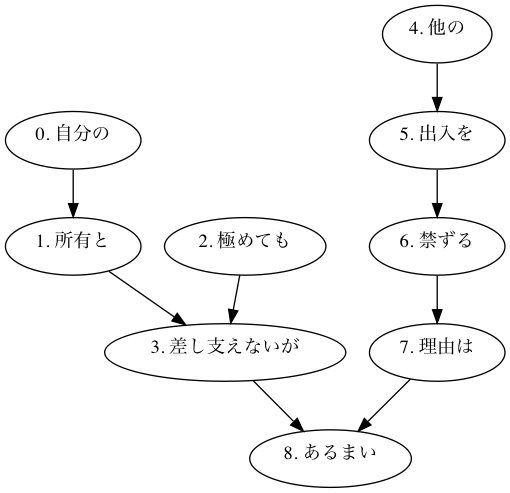 4. 他の
0. 自分の
5. 出入を
1. 所有と
2. 極めても
6. 禁ずる
3. 差し支えないが
7. 理由は
8. あるまい